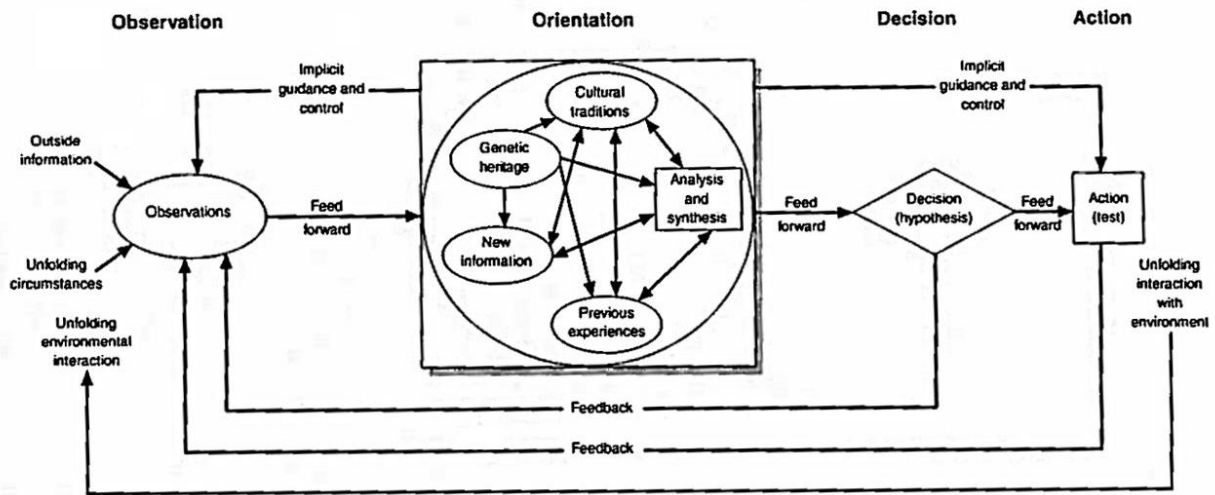 Observation
Orientation
Decision
Action
Implicit
guidance and
control
Cultural
traditions
Implicit
guidance and
control
Outside
information
Genetic
heritage
Analysis
and
synthesis
Observations
Feed
forward
Feed
forward
Decision
(hypothesis)
Feed
forward
Action
(test)
New
information
Unfolding
circumstances
Unfolding
interaction
with
environment
Previous
experiences
Unfolding
environmental
interaction
Feedback
Feedback